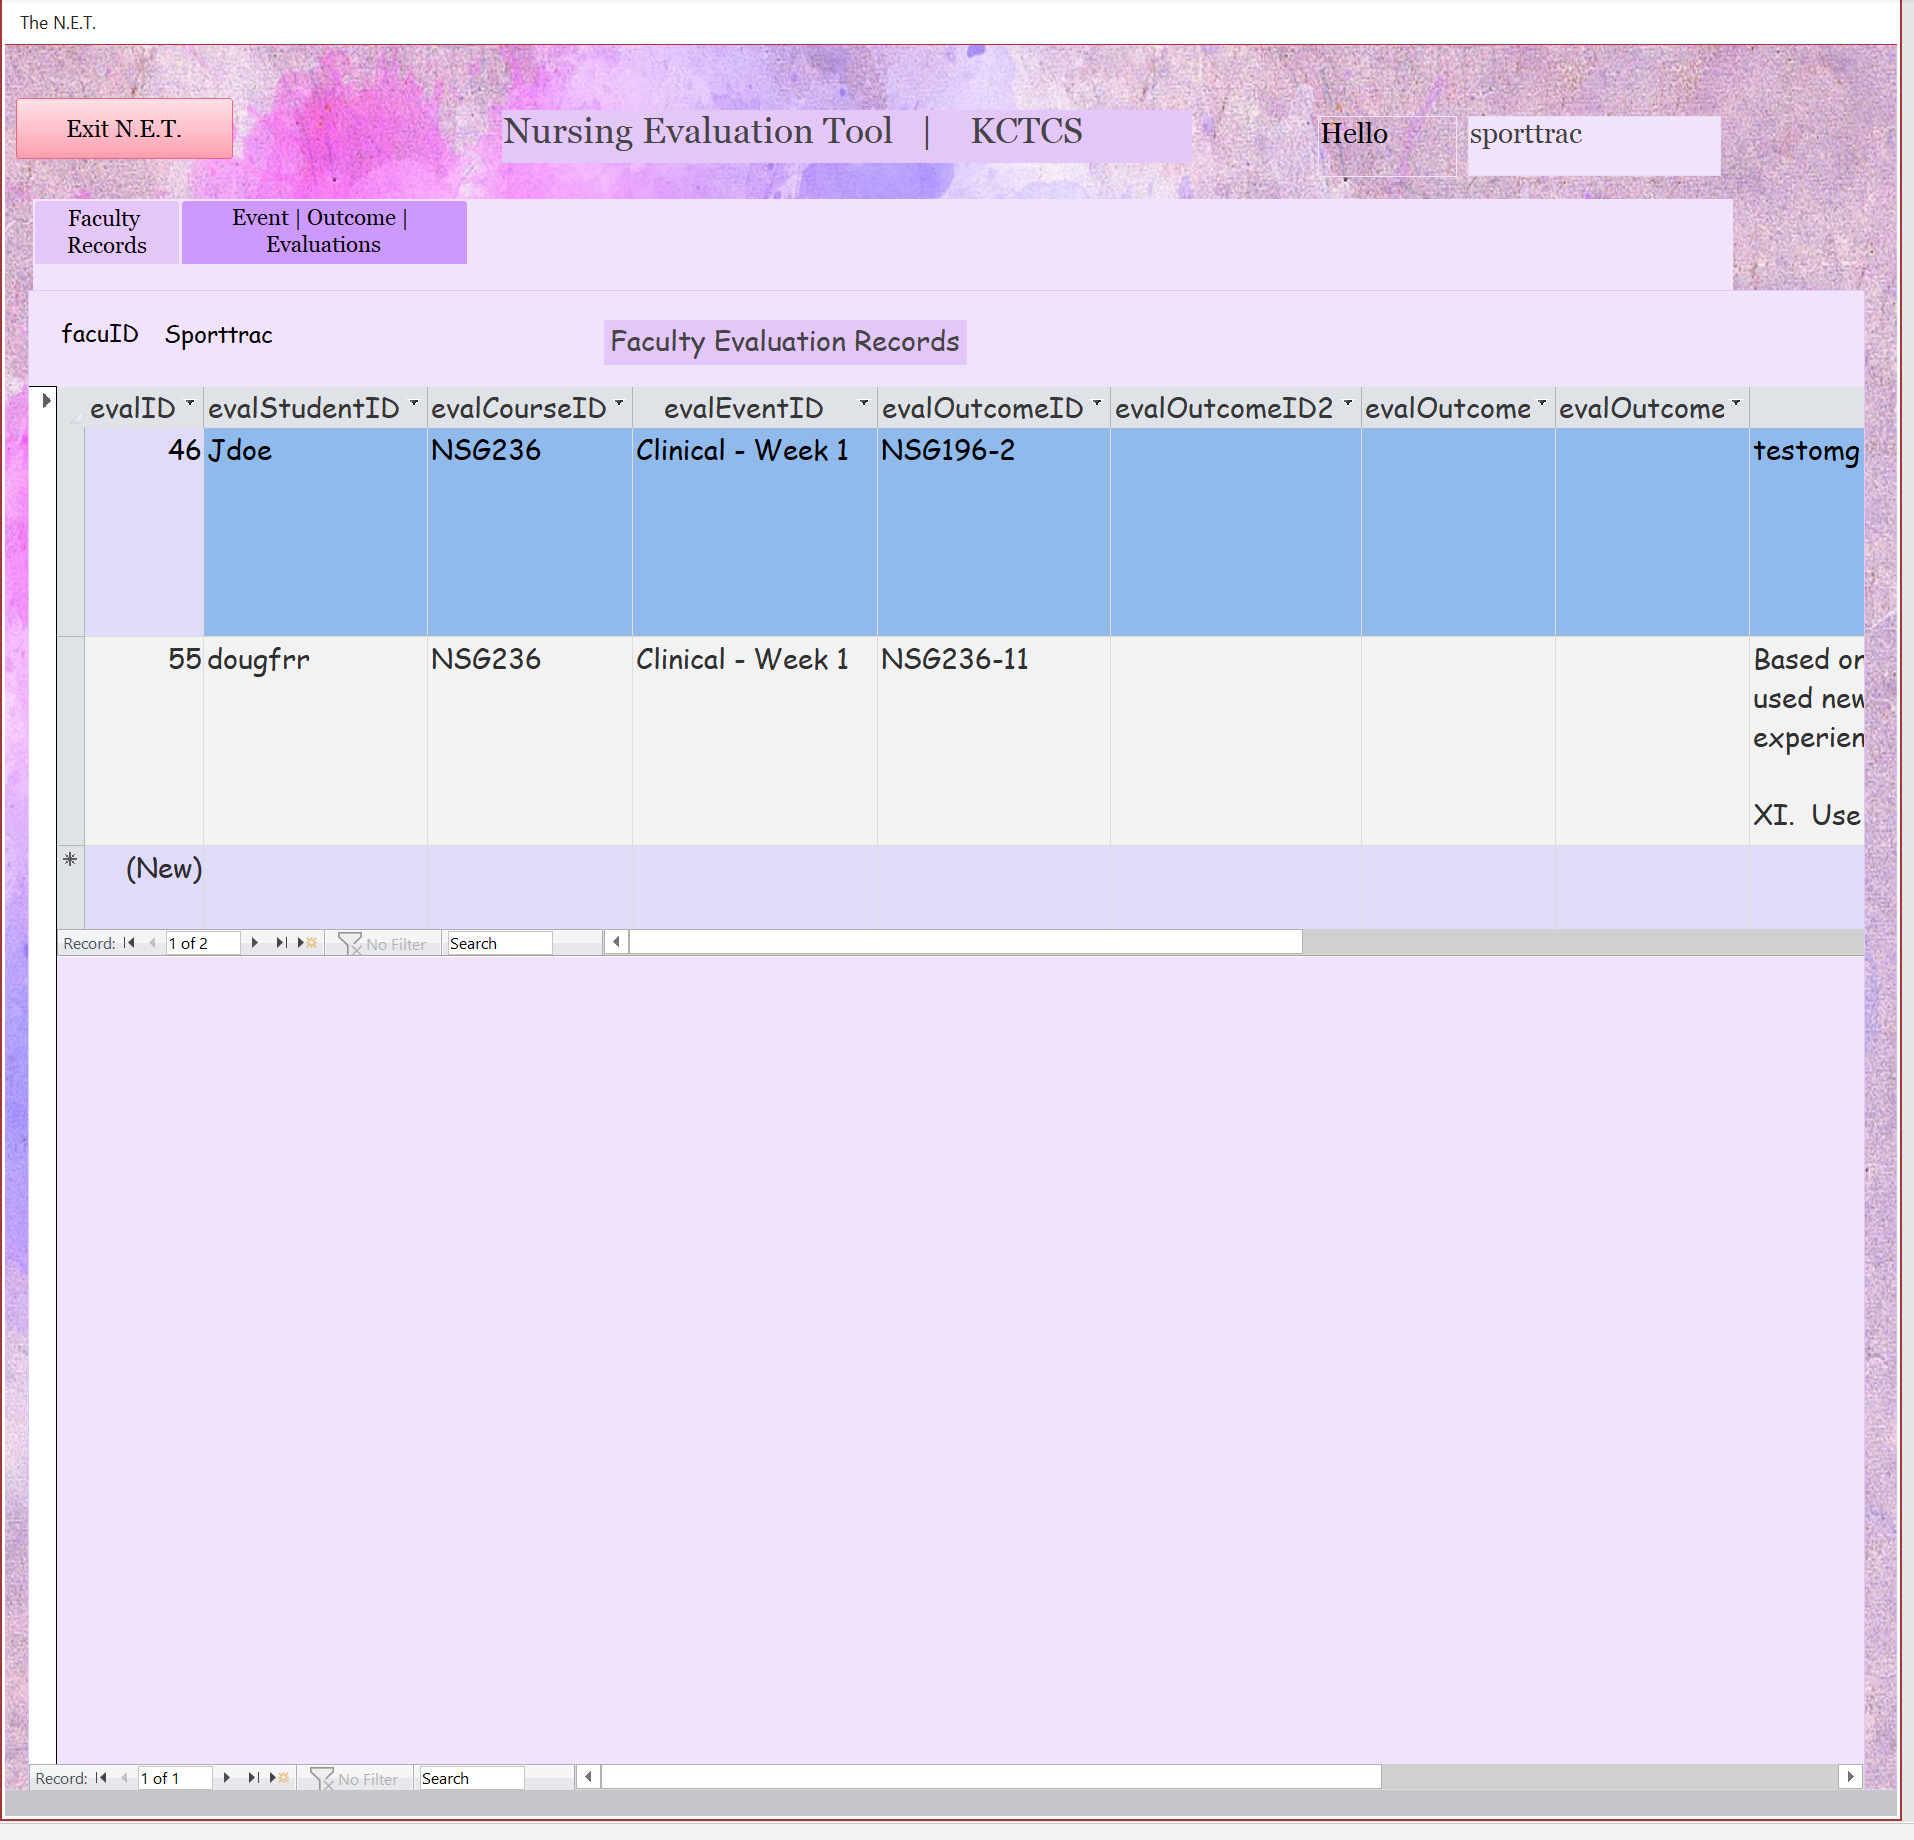 The N.E.T.
Exit N.E.T.
Nursing Evaluation Tool | KCTCS
Hello sporttrac
Faculty
Records
Event | Outcome |
Evaluations
facuID Sporttrac
Faculty Evaluation Records
evalID evalStudentID evalCourseID evalEventID evalOutcomeID evalOutcomeID2 evalOutcome evalOutcome
46 Jdoe NSG236 Clinical - Week 1 NSG196-2 testomg
55 dougfrr NSG236 Clinical - Week 1 NSG236-11 Based on
used new
experien
XI. Use
(New)
Record: 1 of 2 No Filter Search
Record: 1 of 1 No Filter Search